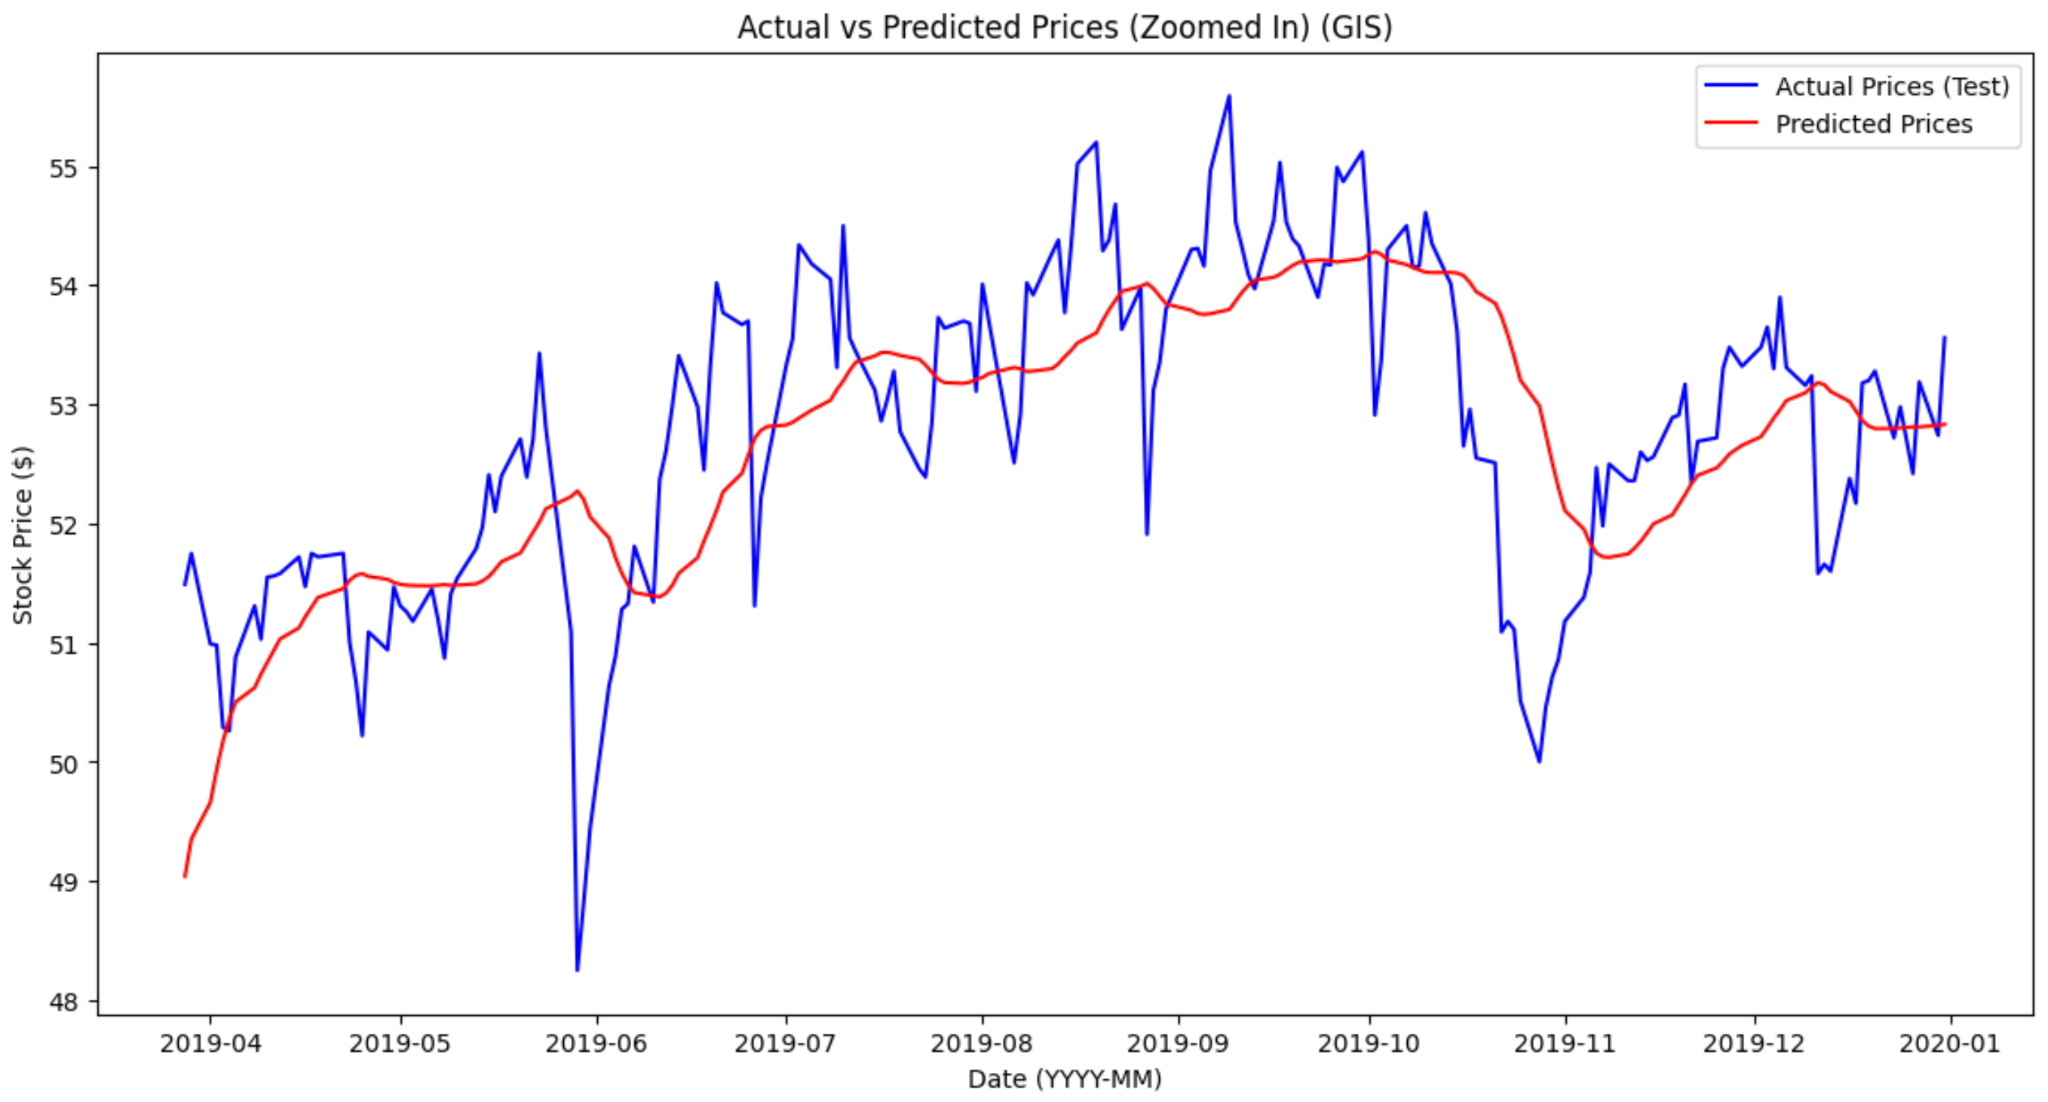 Actual vs Predicted Prices (Zoomed In) (GIS)
Actual Prices (Test)
Predicted Prices
Stock Price ($)
55
54
53
52
51
50
49
48
2019-04 2019-05 2019-06 2019-07 2019-08 2019-09 2019-10 2019-11 2019-12 2020-01
Date (YYYY-MM)